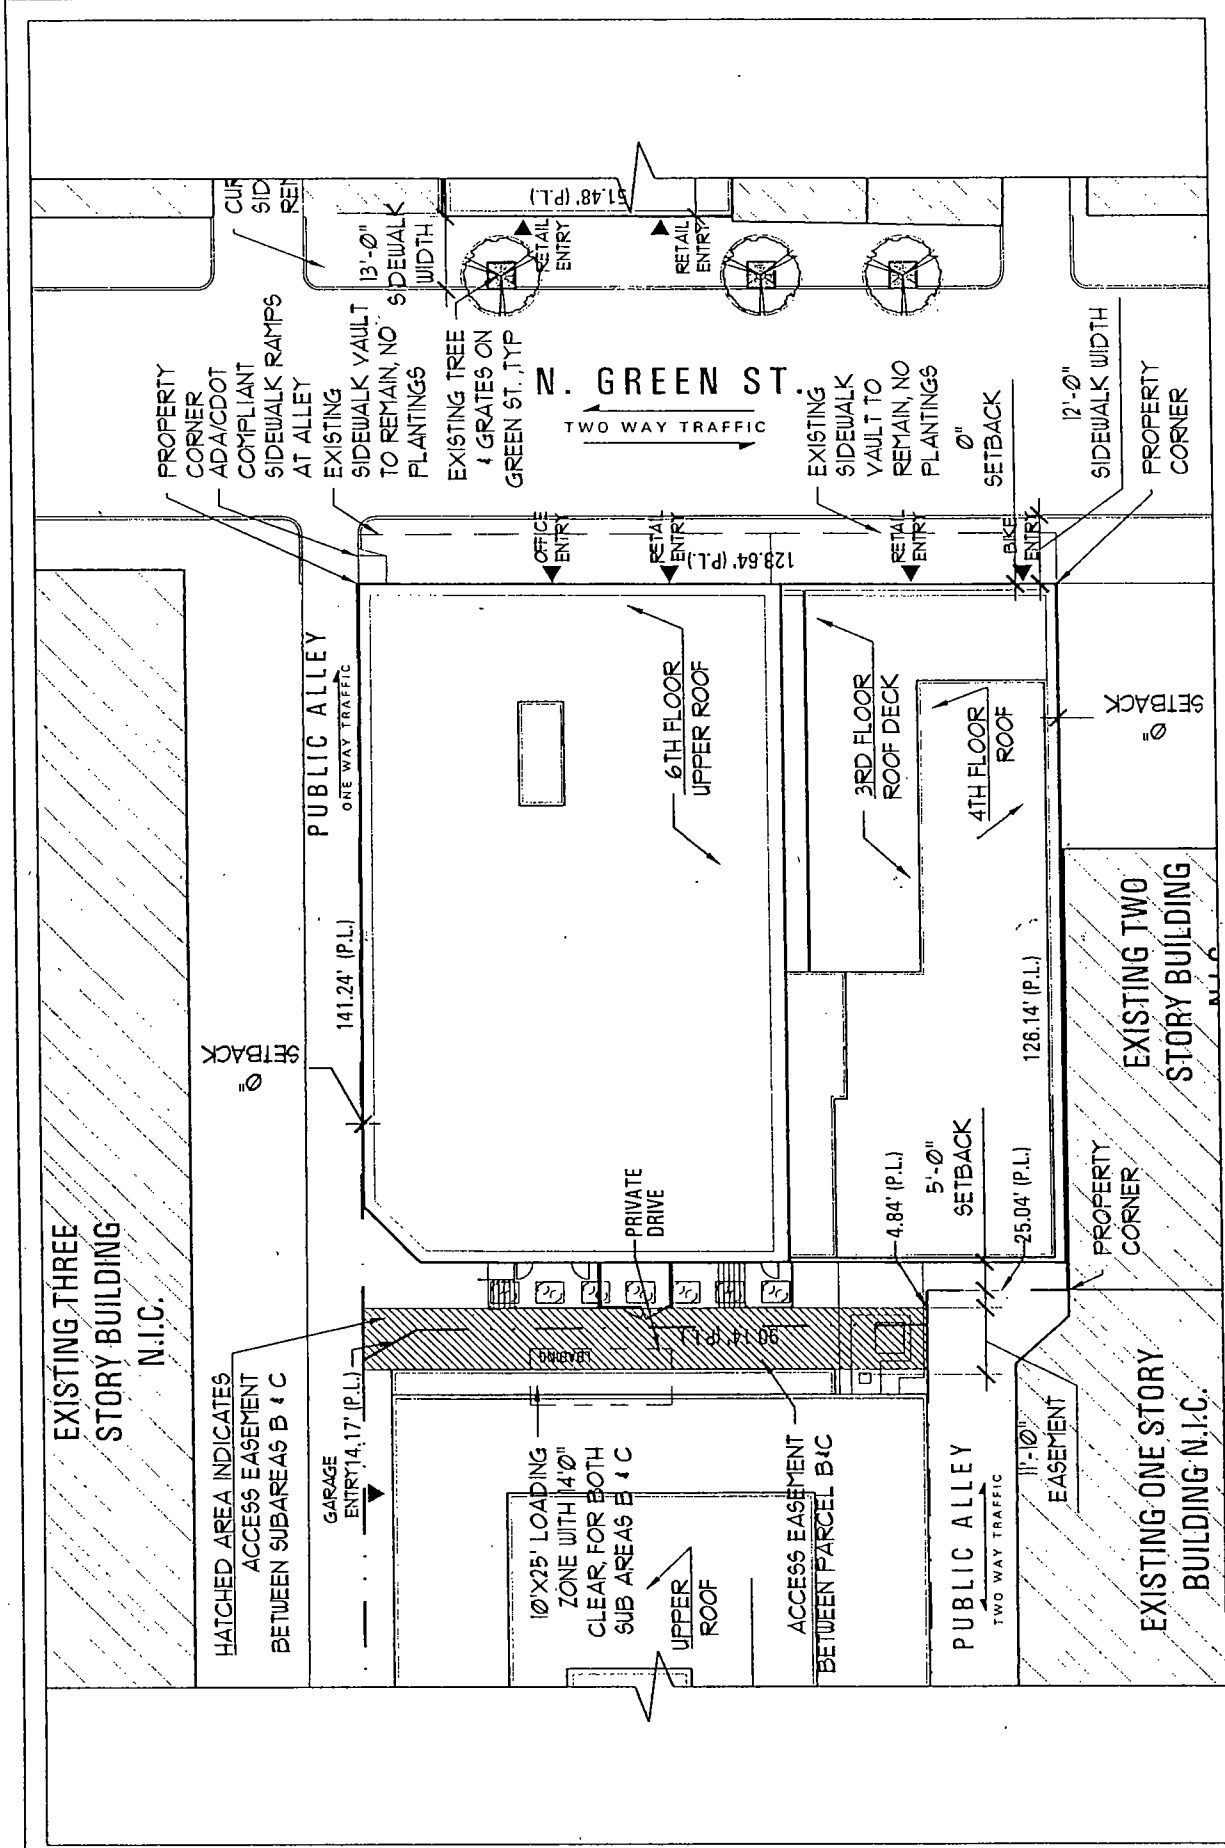 EXISTING THREE
STORY BUILDING
N.I.C.
HATCHED AREA INDICATES
ACCESS EASEMENT
BETWEEN SUBAREAS B & C
0"
SETBACK
PUBLIC ALLEY
ONE WAY TRAFFIC
141.24' (P.L.)
GARAGE
ENTRY
14.17' (P.L.)
PROPERTY
CORNER
ADA/CDOT
COMPLIANT
SIDEWALK RAMPS
AT ALLEY
EXISTING
SIDEWALK VAULT
TO REMAIN, NO
PLANTINGS
13'-0"
SIDEWALK
WIDTH
EXISTING TREE
& GRATES ON
GREEN ST., TYP
51.48' (P.L.)
RETAIL
ENTRY
RETAIL
ENTRY
N. GREEN ST.
TWO WAY TRAFFIC
OFFICE
ENTRY
RETAIL
ENTRY
123.64' (P.L.)
RETAIL
ENTRY
BIKE
ENTRY
EXISTING
SIDEWALK
VAULT TO
REMAIN, NO
PLANTINGS
0"
SETBACK
12'-0"
SIDEWALK WIDTH
PROPERTY
CORNER
6TH FLOOR
UPPER ROOF
3RD FLOOR
ROOF DECK
4TH FLOOR
ROOF
0"
SETBACK
10'X25' LOADING
ZONE WITH 14'0"
CLEAR, FOR BOTH
SUB AREAS B & C
LOADING
PRIVATE
DRIVE
90.14' (P.L.)
UPPER
ROOF
ACCESS EASEMENT
BETWEEN PARCEL B&C
4.84' (P.L.)
5'-0"
SETBACK
25.04' (P.L.)
126.14' (P.L.)
PROPERTY
CORNER
PUBLIC ALLEY
TWO WAY TRAFFIC
11'-10"
EASEMENT
EXISTING ONE STORY
BUILDING N.I.C.
EXISTING TWO
STORY BUILDING